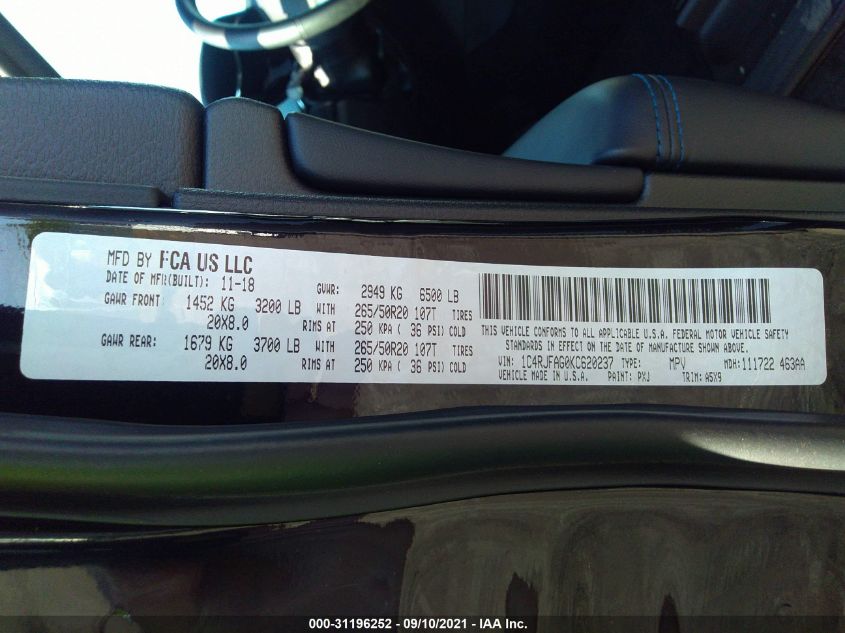 MFD BY FCA US LLC
DATE OF MFR(BUILT): 11-18 GVWR: 2949 KG 6500 LB
GAWR FRONT: 1452 KG 3200 LB WITH 265/50R20 107T TIRES
20X8.0 RIMS AT 250 KPA ( 36 PSI) COLD
GAWR REAR: 1679 KG 3700 LB WITH 265/50R20 107T TIRES
20X8.0 RIMS AT 250 KPA ( 36 PSI) COLD
THIS VEHICLE CONFORMS TO ALL APPLICABLE U.S.A. FEDERAL MOTOR VEHICLE SAFETY
STANDARDS IN EFFECT ON THE DATE OF MANUFACTURE SHOWN ABOVE.
VIN: 1C4RJFAG0KC620237 TYPE: MPV MDH: 111722 463AA
VEHICLE MADE IN U.S.A. PAINT: PXJ TRIM: A5X9
000-31196252 - 09/10/2021 - IAA Inc.